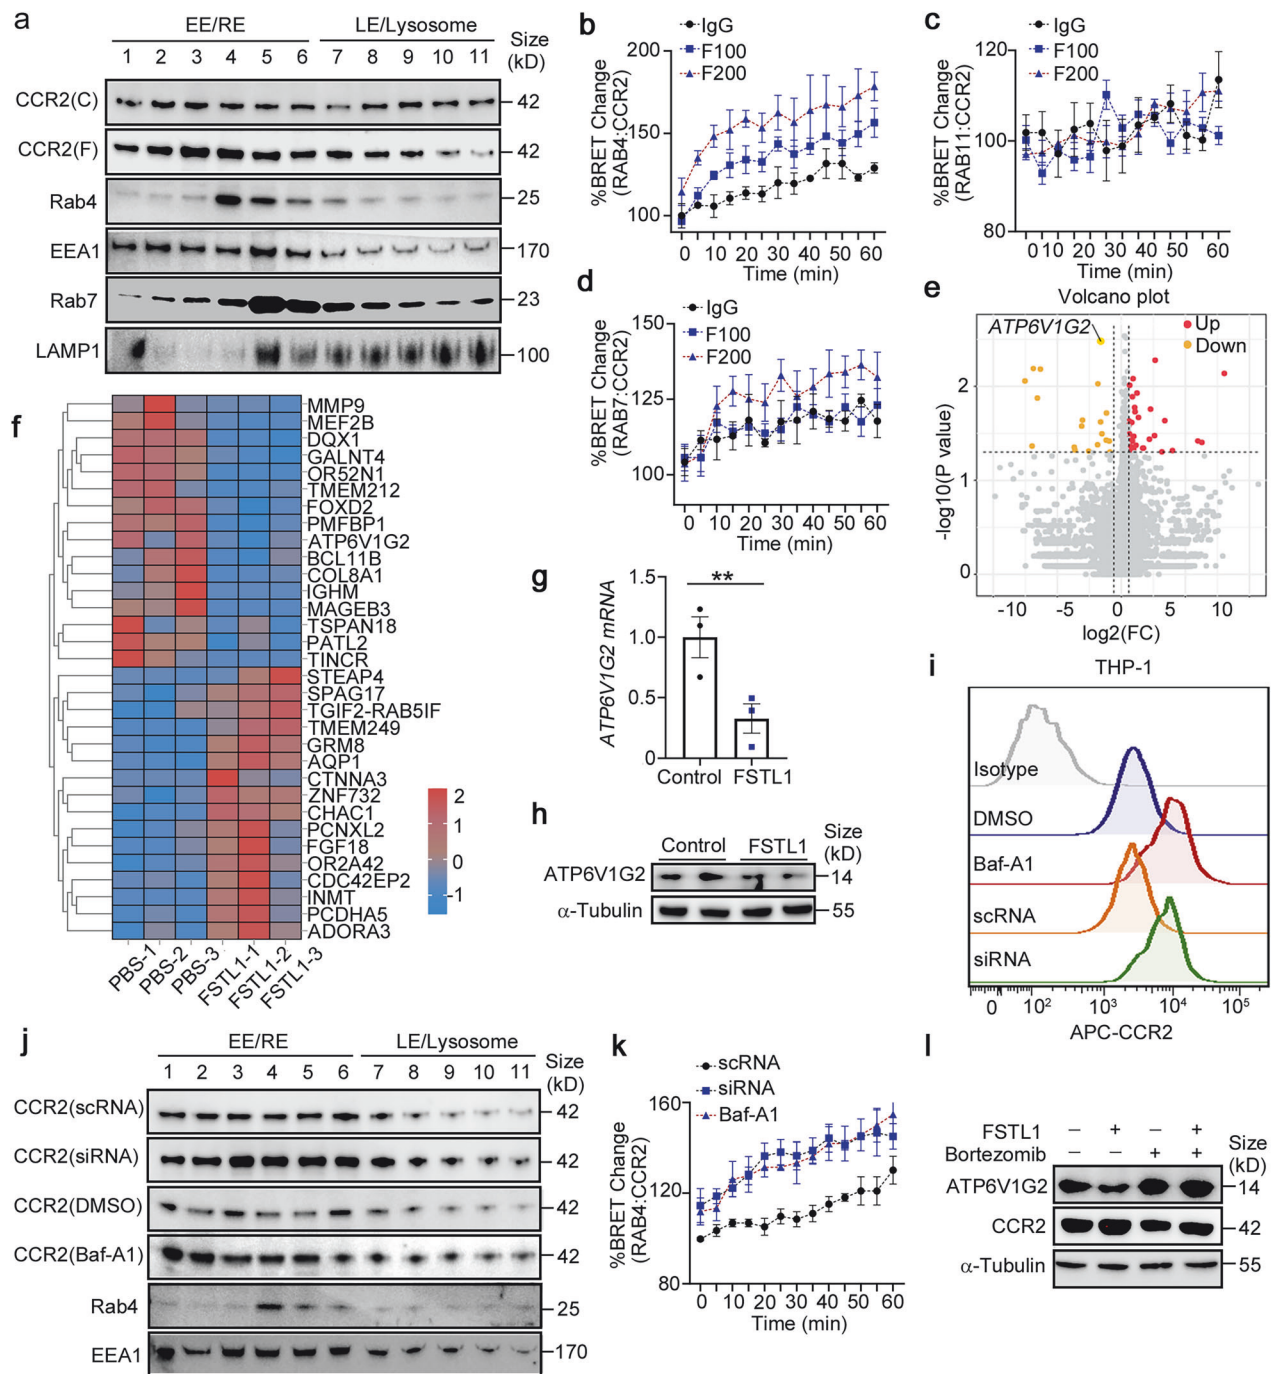 a
EE/RE
LE/Lysosome
1 2 3 4 5 6 7 8 9 10 11
Size
(kD)
CCR2(C)
42
CCR2(F)
42
Rab4
25
EEA1
170
Rab7
23
LAMP1
100
b
IgG
F100
F200
%BRET Change
(RAB4:CCR2)
200
150
100
0 10 20 30 40 50 60
Time (min)
c
IgG
F100
F200
%BRET Change
(RAB11:CCR2)
120
100
80
0 10 20 30 40 50 60
Time (min)
d
IgG
F100
F200
%BRET Change
(RAB7:CCR2)
150
125
100
0 10 20 30 40 50 60
Time (min)
e
Volcano plot
ATP6V1G2
Up
Down
-log10(P value)
2
1
0
-10 -5 0 5 10
log2(FC)
f
MMP9
MEF2B
DQX1
GALNT4
OR52N1
TMEM212
FOXD2
PMFBP1
ATP6V1G2
BCL11B
COL8A1
IGHM
MAGEB3
TSPAN18
PATL2
TINCR
STEAP4
SPAG17
TGIF2-RAB5IF
TMEM249
GRM8
AQP1
CTNNA3
ZNF732
CHAC1
PCNXL2
FGF18
OR2A42
CDC42EP2
INMT
PCDHA5
ADORA3
PBS-1
PBS-2
PBS-3
FSTL1-1
FSTL1-2
FSTL1-3
2
1
0
-1
g
ATP6V1G2 mRNA
1.5
1.0
0.5
0
**
Control FSTL1
h
Control FSTL1
Size
(kD)
ATP6V1G2
14
α-Tubulin
55
i
THP-1
Isotype
DMSO
Baf-A1
scRNA
siRNA
0 10² 10³ 10⁴ 10⁵
APC-CCR2
j
EE/RE
LE/Lysosome
1 2 3 4 5 6 7 8 9 10 11
Size
(kD)
CCR2(scRNA)
42
CCR2(siRNA)
42
CCR2(DMSO)
42
CCR2(Baf-A1)
42
Rab4
25
EEA1
170
k
scRNA
siRNA
Baf-A1
%BRET Change
(RAB4:CCR2)
160
120
80
0 10 20 30 40 50 60
Time (min)
l
FSTL1 − + − +
Bortezomib − − + +
Size
(kD)
ATP6V1G2
14
CCR2
42
α-Tubulin
55